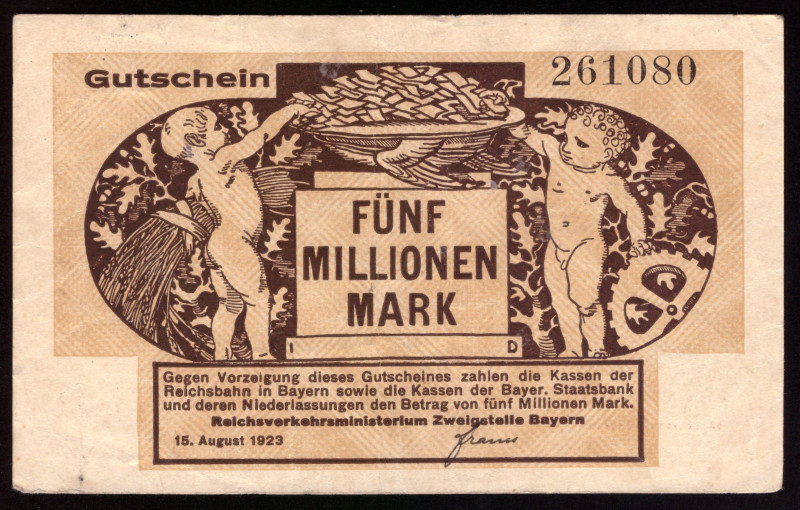 Gutschein
261080
FÜNF
MILLIONEN
MARK
I D
Gegen Vorzeigung dieses Gutscheines zahlen die Kassen der
Reichsbahn in Bayern sowie die Kassen der Bayer. Staatsbank
und deren Niederlassungen den Betrag von fünf Millionen Mark.
Reichsverkehrsministerium Zweigstelle Bayern
15. August 1923